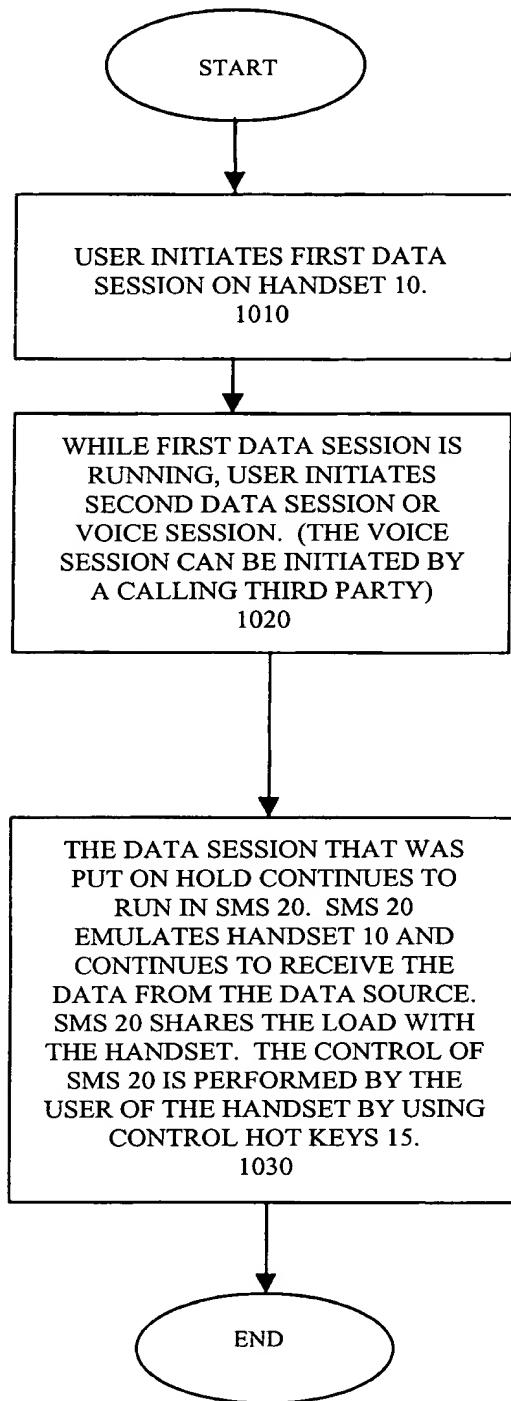 START
USER INITIATES FIRST DATA
SESSION ON HANDSET 10.
1010
WHILE FIRST DATA SESSION IS
RUNNING, USER INITIATES
SECOND DATA SESSION OR
VOICE SESSION. (THE VOICE
SESSION CAN BE INITIATED BY
A CALLING THIRD PARTY)
1020
THE DATA SESSION THAT WAS
PUT ON HOLD CONTINUES TO
RUN IN SMS 20. SMS 20
EMULATES HANDSET 10 AND
CONTINUES TO RECEIVE THE
DATA FROM THE DATA SOURCE.
SMS 20 SHARES THE LOAD WITH
THE HANDSET. THE CONTROL OF
SMS 20 IS PERFORMED BY THE
USER OF THE HANDSET BY USING
CONTROL HOT KEYS 15.
1030
END